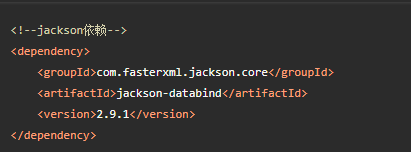 <!--jackson依赖-->
<dependency>
    <groupId>com.fasterxml.jackson.core</groupId>
    <artifactId>jackson-databind</artifactId>
    <version>2.9.1</version>
</dependency>